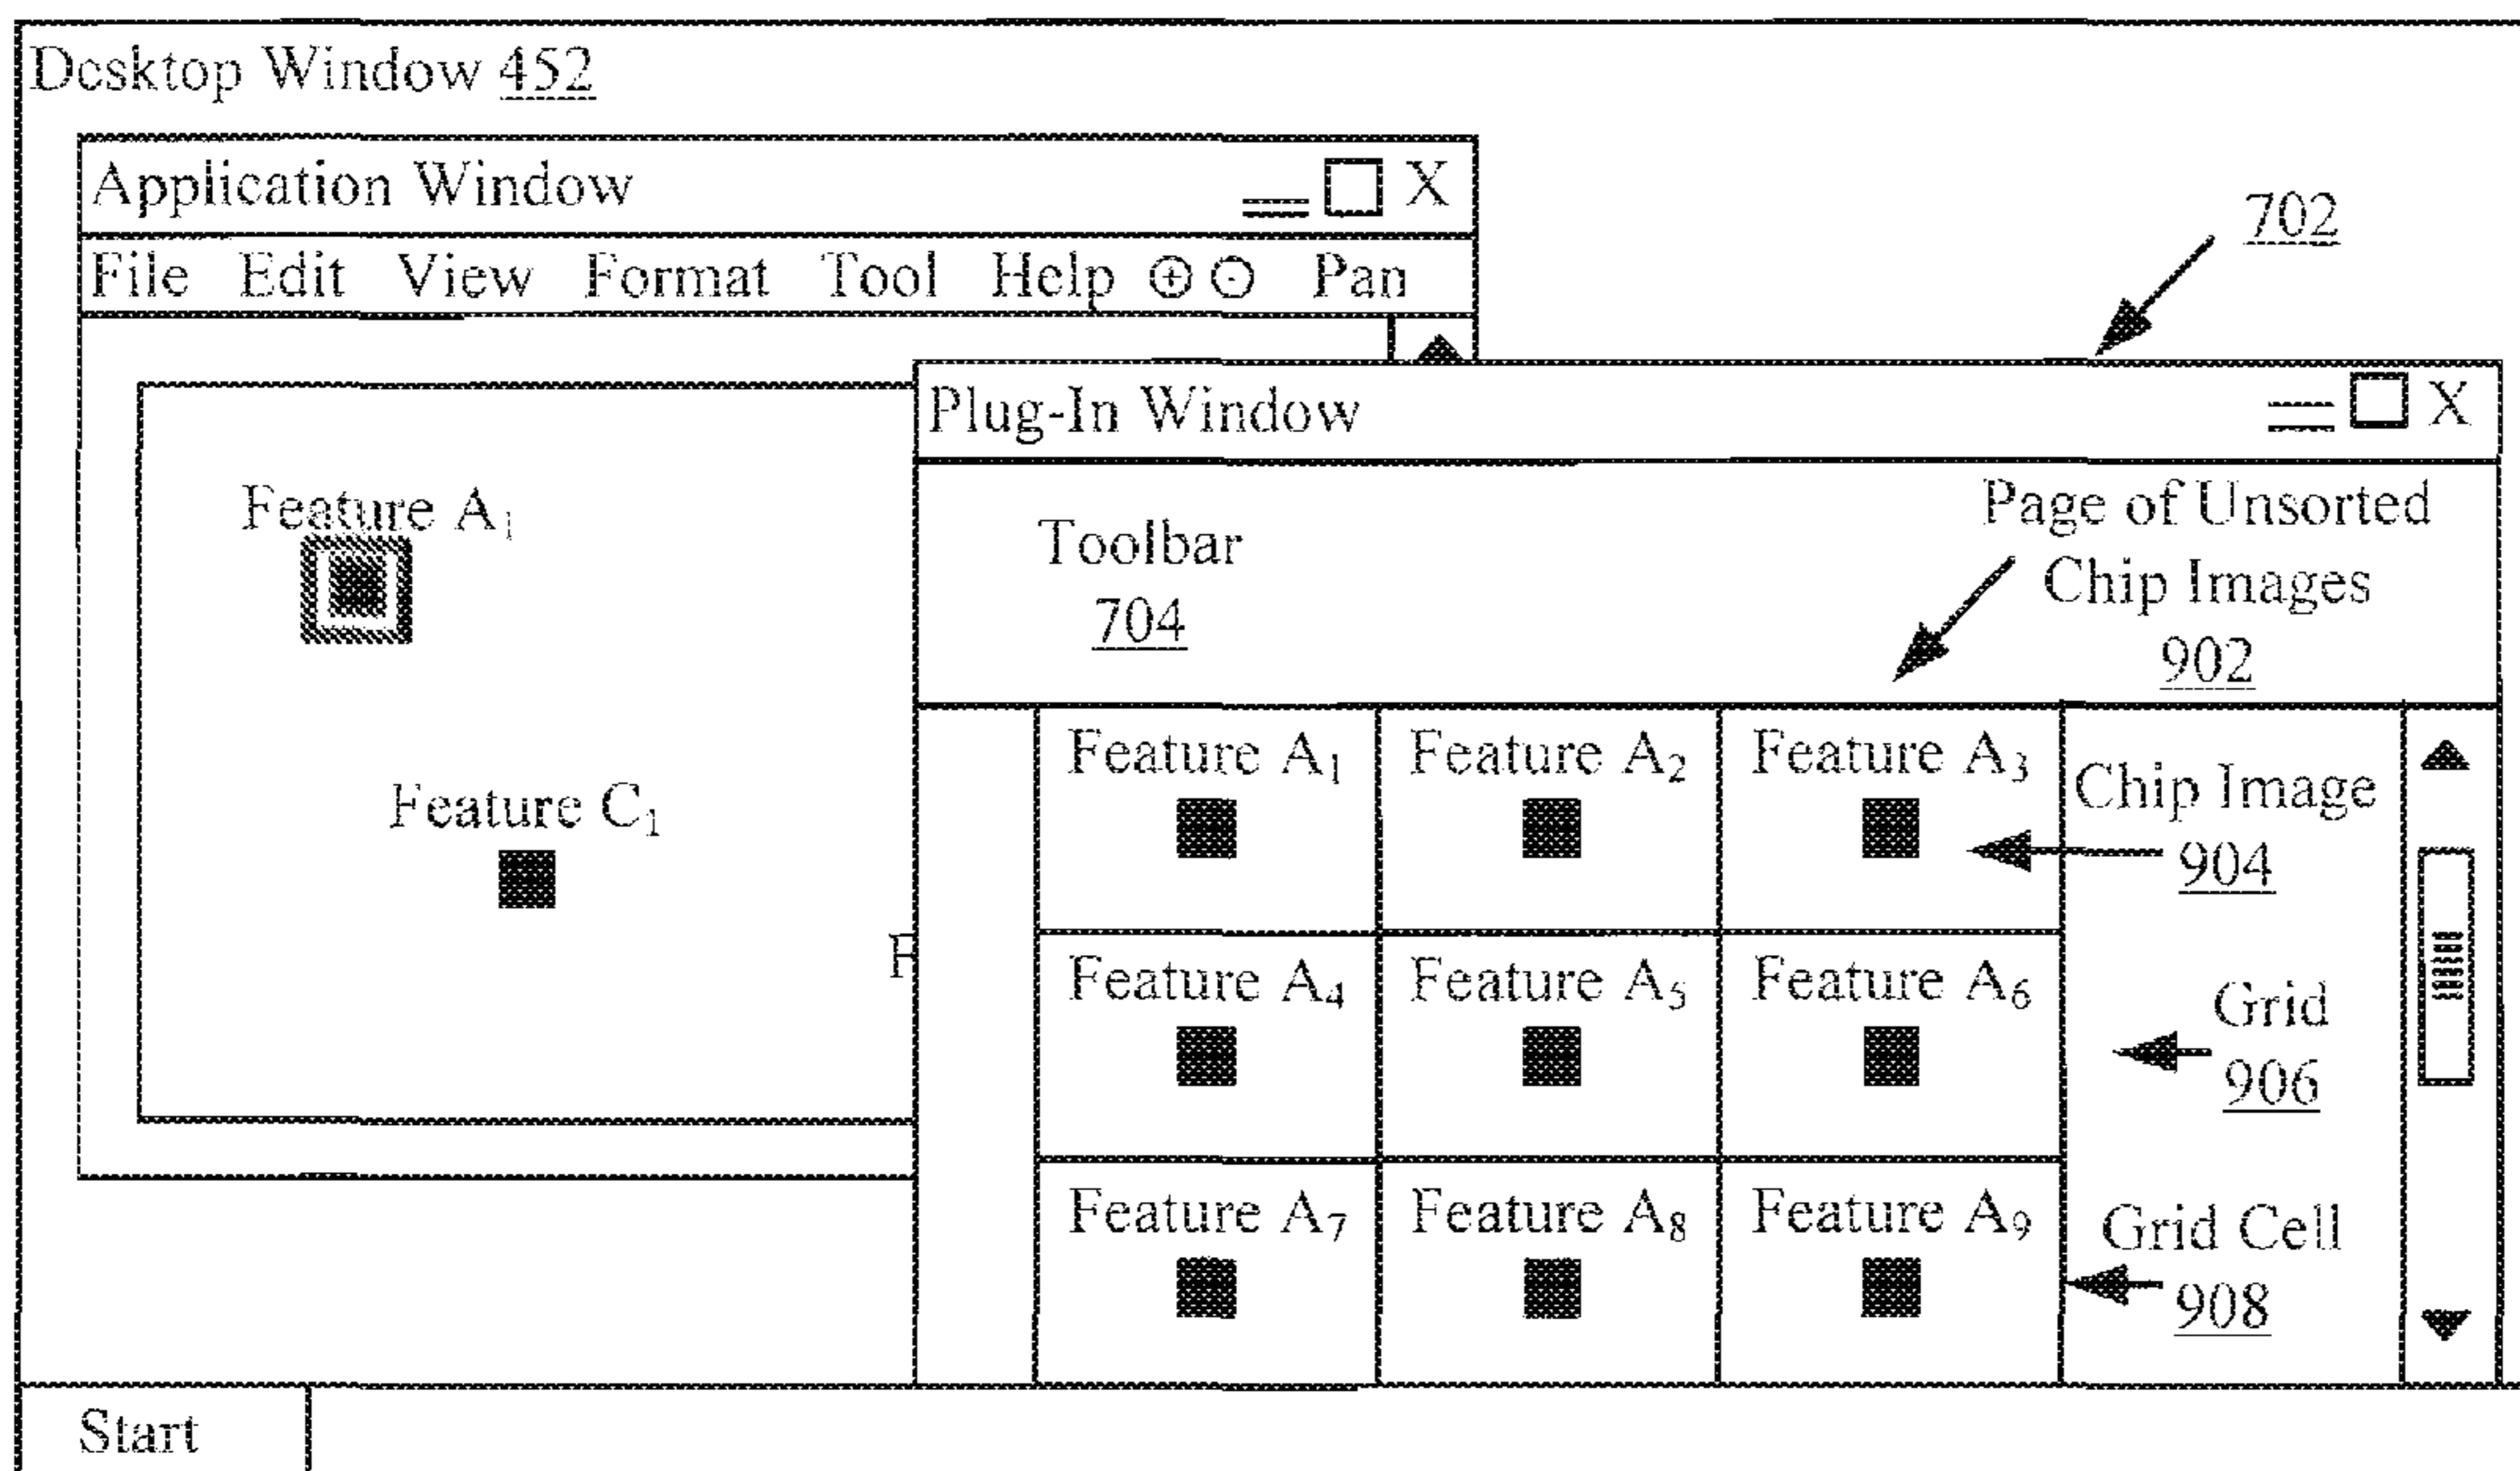 Desktop Window 452
Application Window X
File Edit View Format Tool Help + - Pan
702
Plug-In Window X
Feature A₁
Toolbar
704
Page of Unsorted
Chip Images
902
Feature C₁
F
Feature A₁ Feature A₂ Feature A₃
Chip Image
904
Feature A₄ Feature A₅ Feature A₆
Grid
906
Feature A₇ Feature A₈ Feature A₉
Grid Cell
908
Start